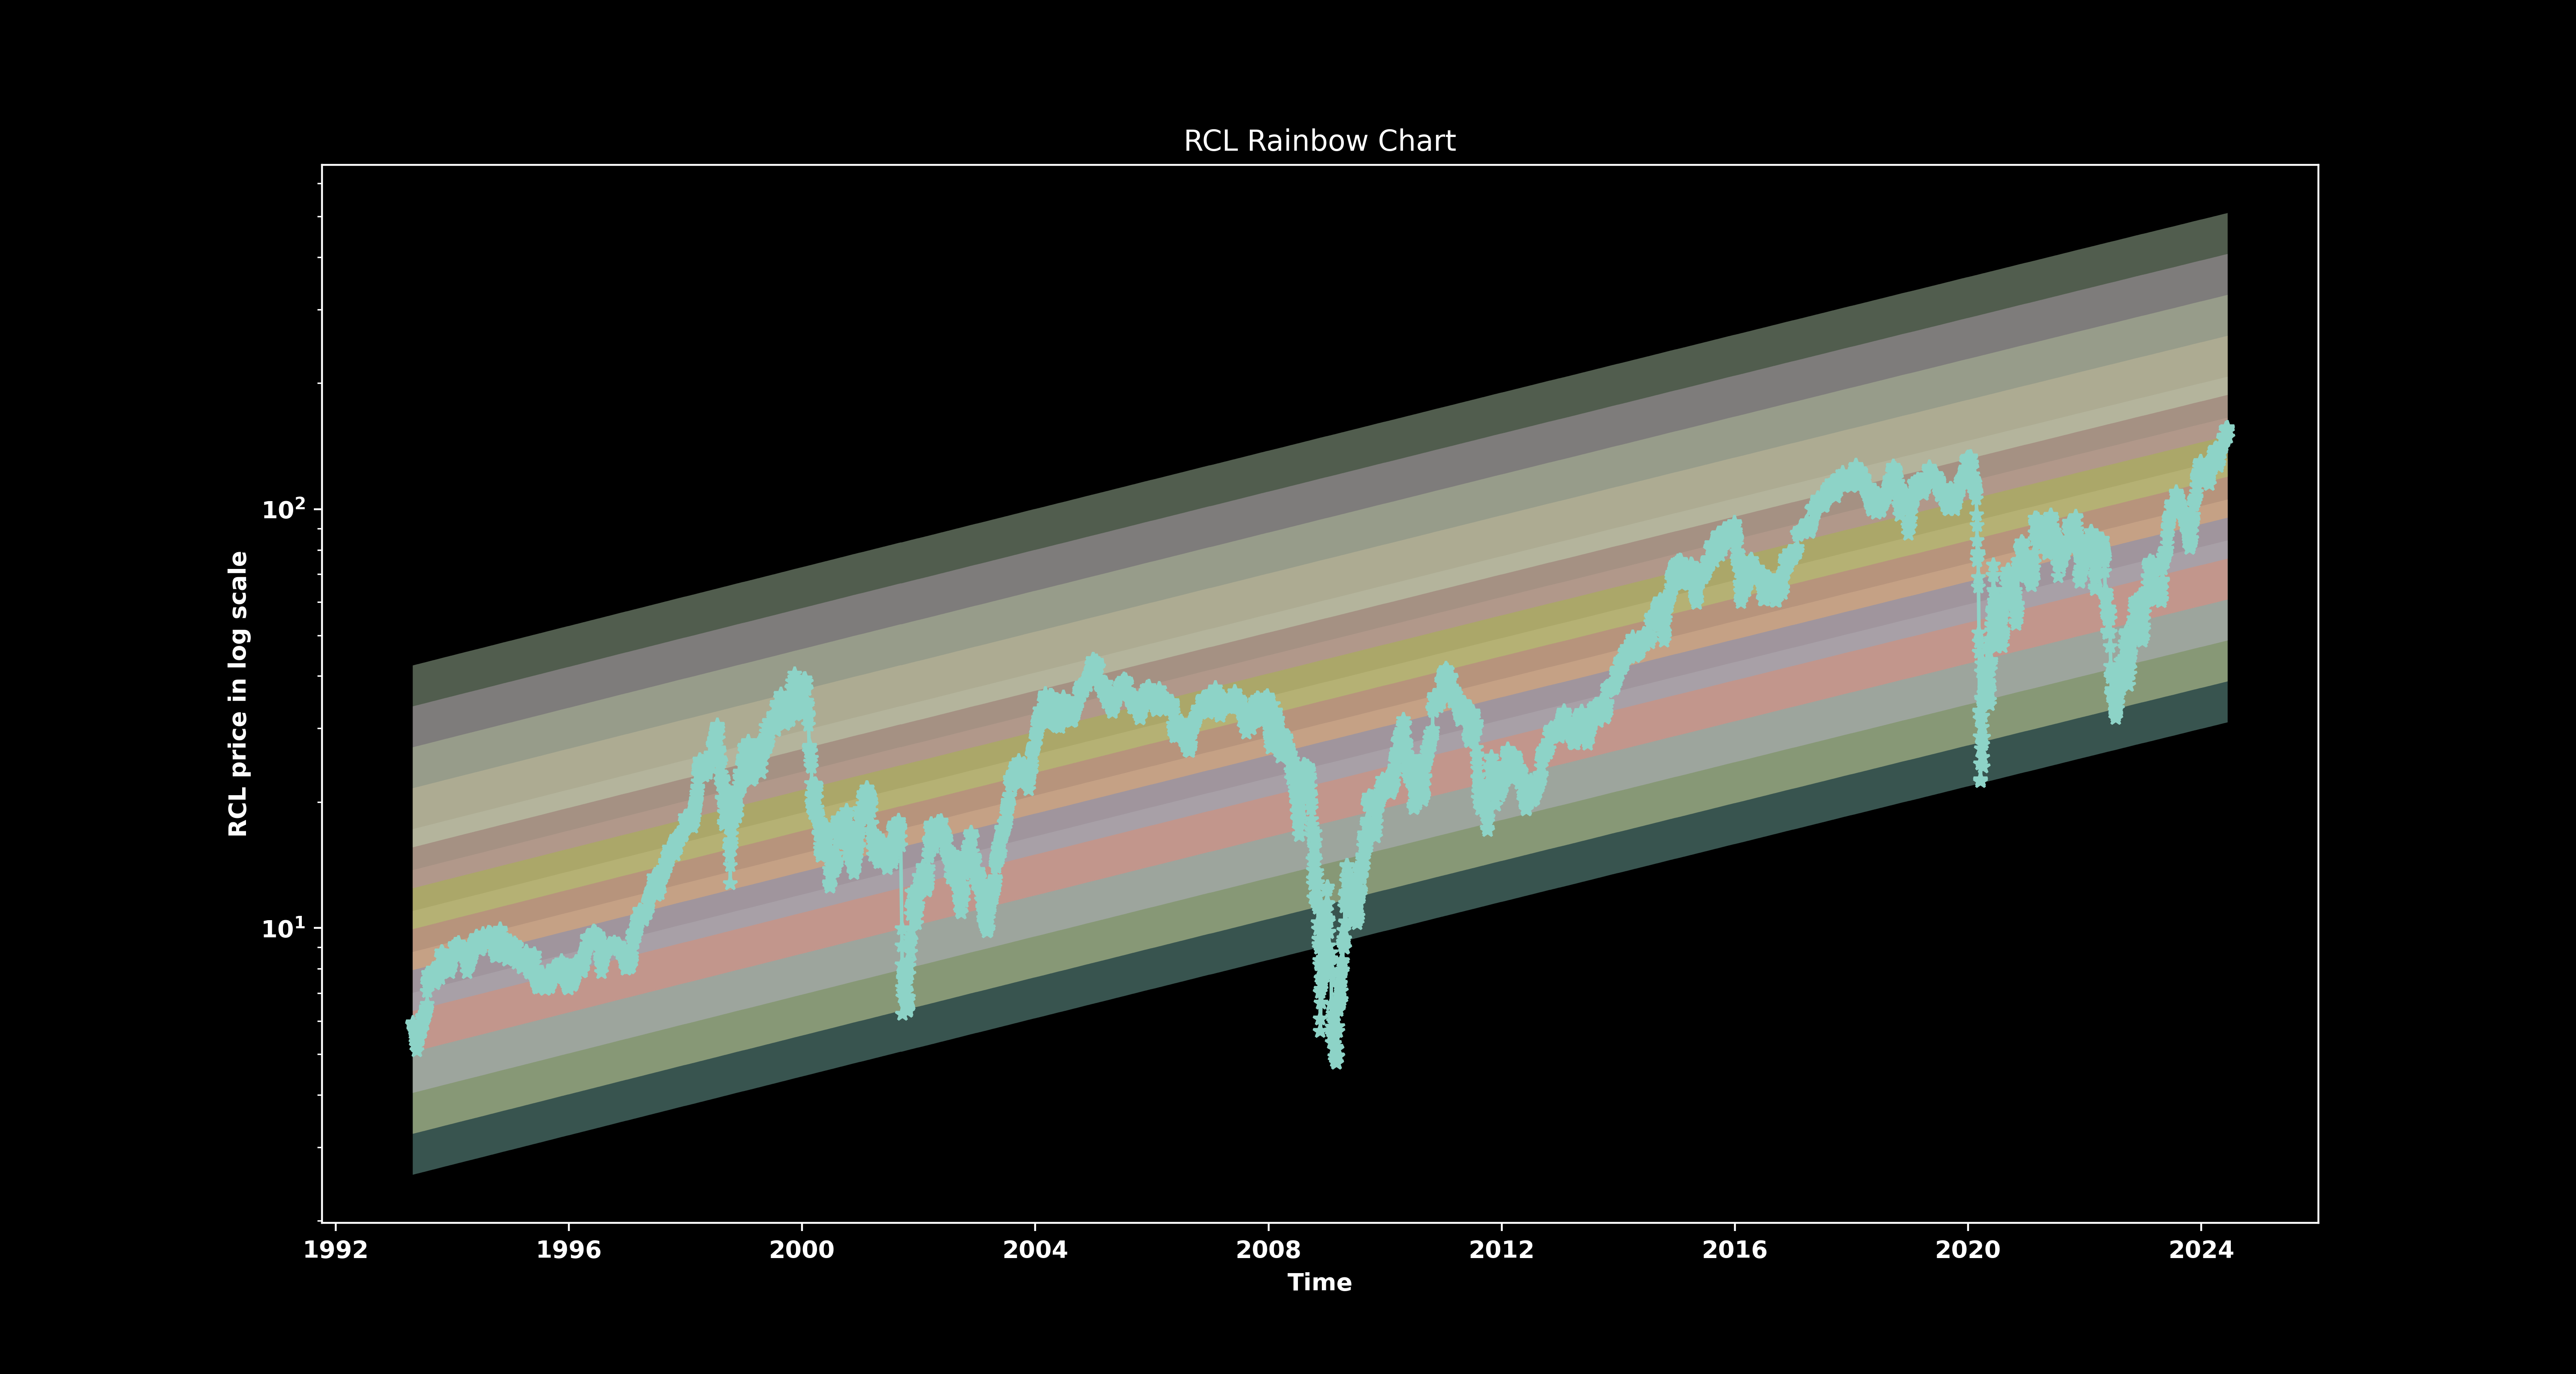 RCL Rainbow Chart
RCL price in log scale
10²
10¹
1992 1996 2000 2004 2008 2012 2016 2020 2024
Time